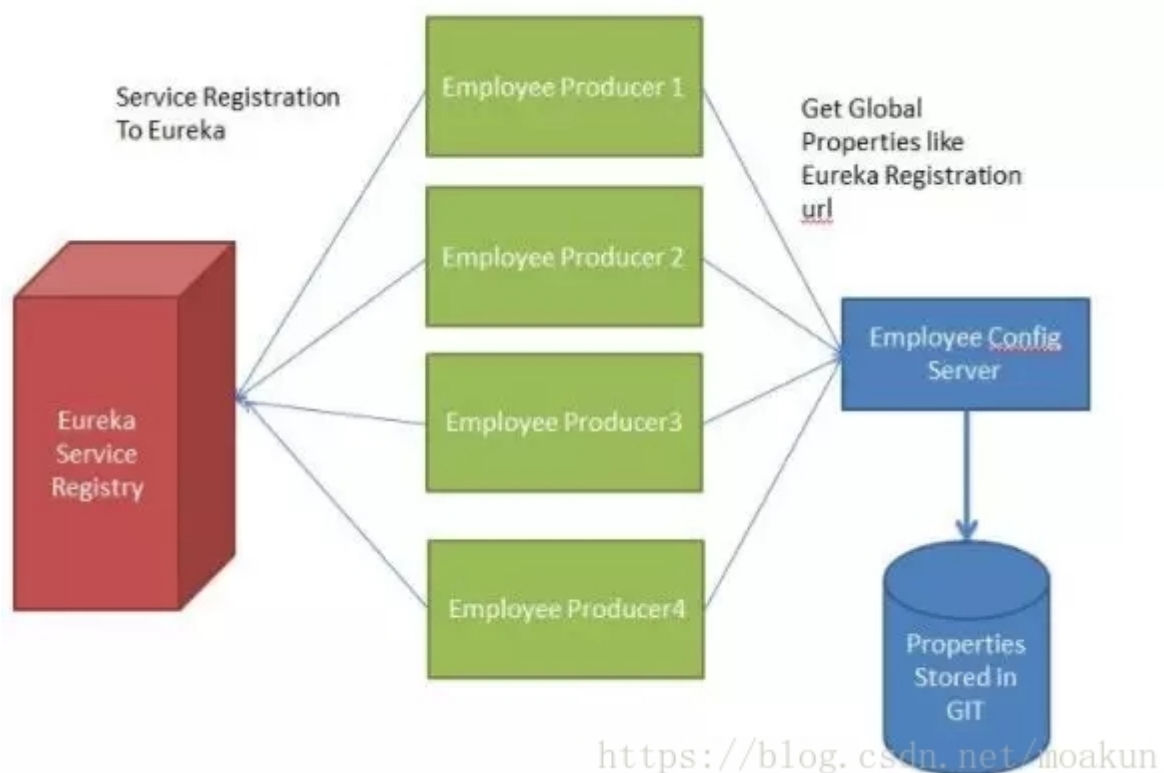 Service Registration
To Eureka
Employee Producer 1
Get Global
Properties like
Eureka Registration
url
Employee Producer 2
Eureka
Service
Registry
Employee Producer3
Employee Config
Server
Employee Producer4
Properties
Stored in
GIT
https://blog.csdn.net/moakun